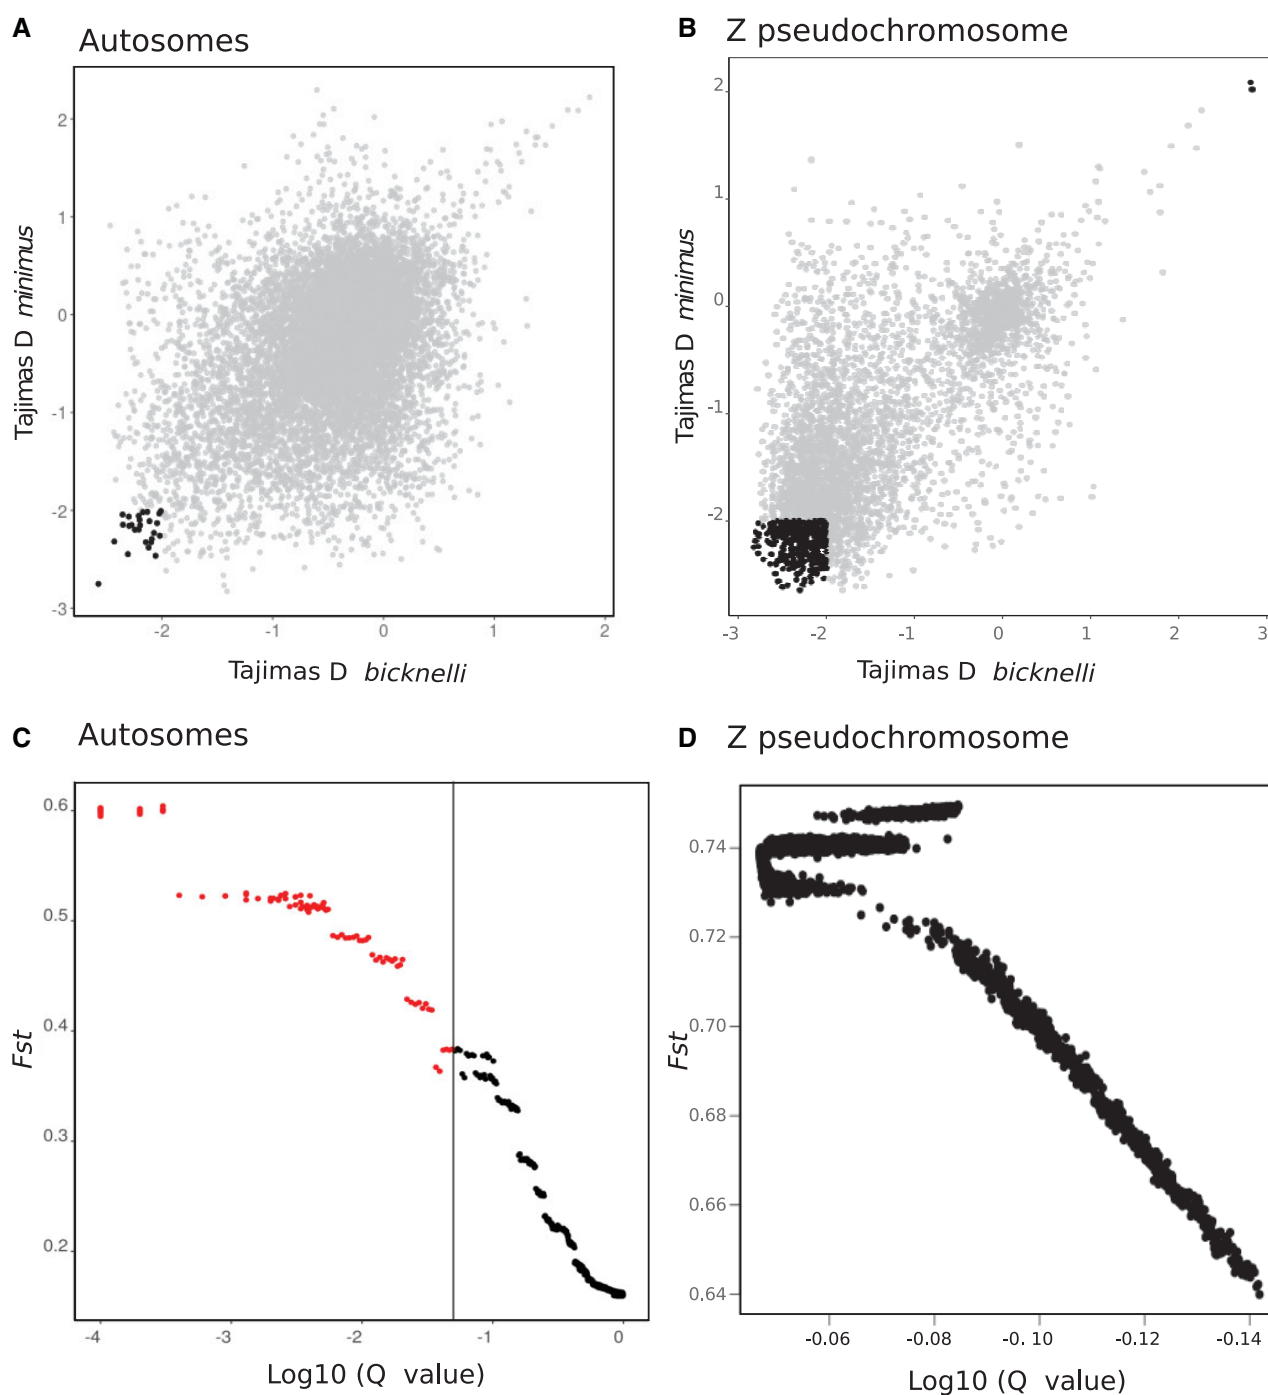 A
Autosomes
2
1
0
-1
-2
-3
Tajimas D minimus
-2
-1
0
1
2
Tajimas D bicknelli
B
Z pseudochromosome
2
1
0
-1
-2
Tajimas D minimus
-3
-2
-1
0
1
2
3
Tajimas D bicknelli
C
Autosomes
0.6
0.5
0.4
0.3
0.2
Fst
-4
-3
-2
-1
0
Log10 (Q value)
D
Z pseudochromosome
0.74
0.72
0.70
0.68
0.66
0.64
Fst
-0.06
-0.08
-0. 10
-0.12
-0.14
Log10 (Q value)